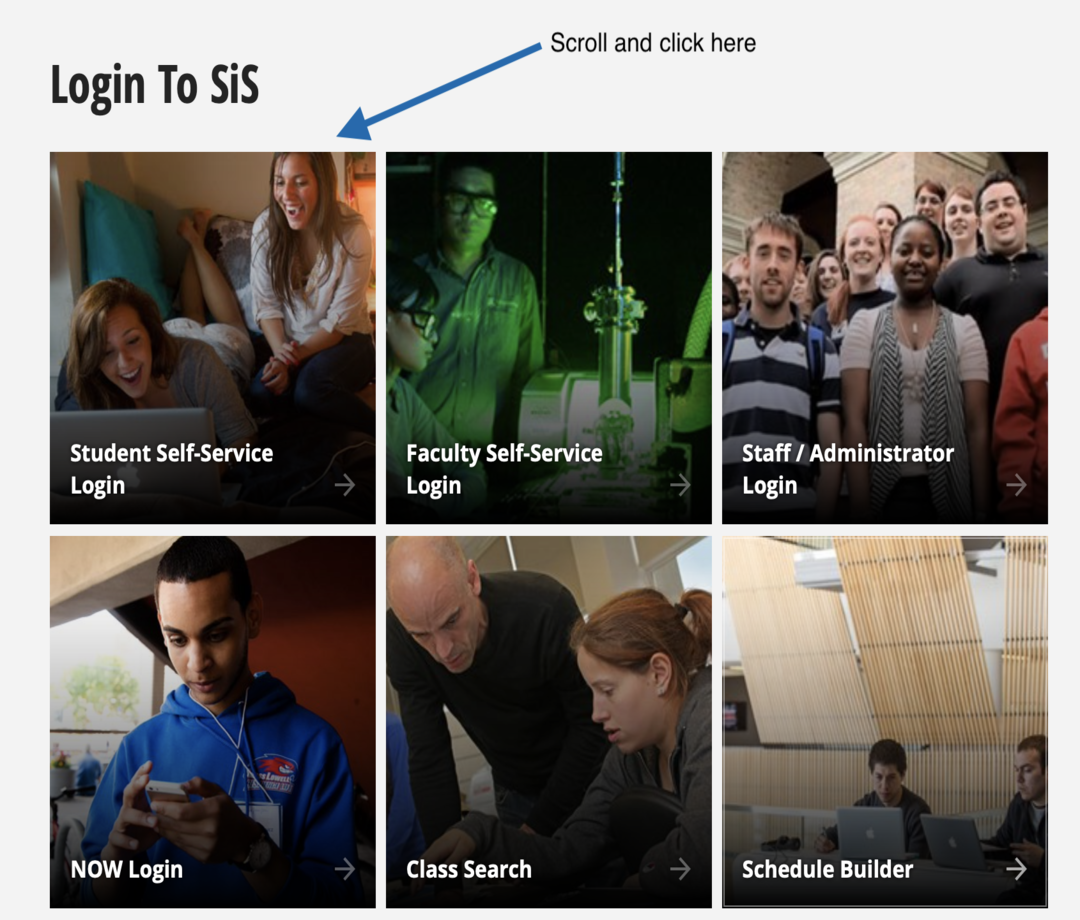 Scroll and click here
Login To SiS
Student Self-Service
Login
Faculty Self-Service
Login
Staff / Administrator
Login
NOW Login
Class Search
Schedule Builder